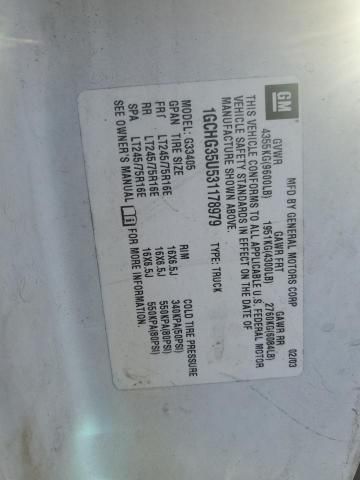 GM MFD BY GENERAL MOTORS CORP 02/03
GVWR GAWR FRT GAWR RR
4355KG(9600LB) 1951KG(4300LB) 2760KG(6084LB)
THIS VEHICLE CONFORMS TO ALL APPLICABLE U.S. FEDERAL MOTOR
VEHICLE SAFETY STANDARDS IN EFFECT ON THE DATE OF
MANUFACTURE SHOWN ABOVE.
1GCHG35U531178979 TYPE: TRUCK
MODEL: G33405
GPAN TIRE SIZE RIM COLD TIRE PRESSURE
FRT LT245/75R16E 16X6.5J 340KPA(50PSI)
RR LT245/75R16E 16X6.5J 550KPA(80PSI)
SPA LT245/75R16E 16X6.5J 550KPA(80PSI)
SEE OWNER'S MANUAL i FOR MORE INFORMATION.